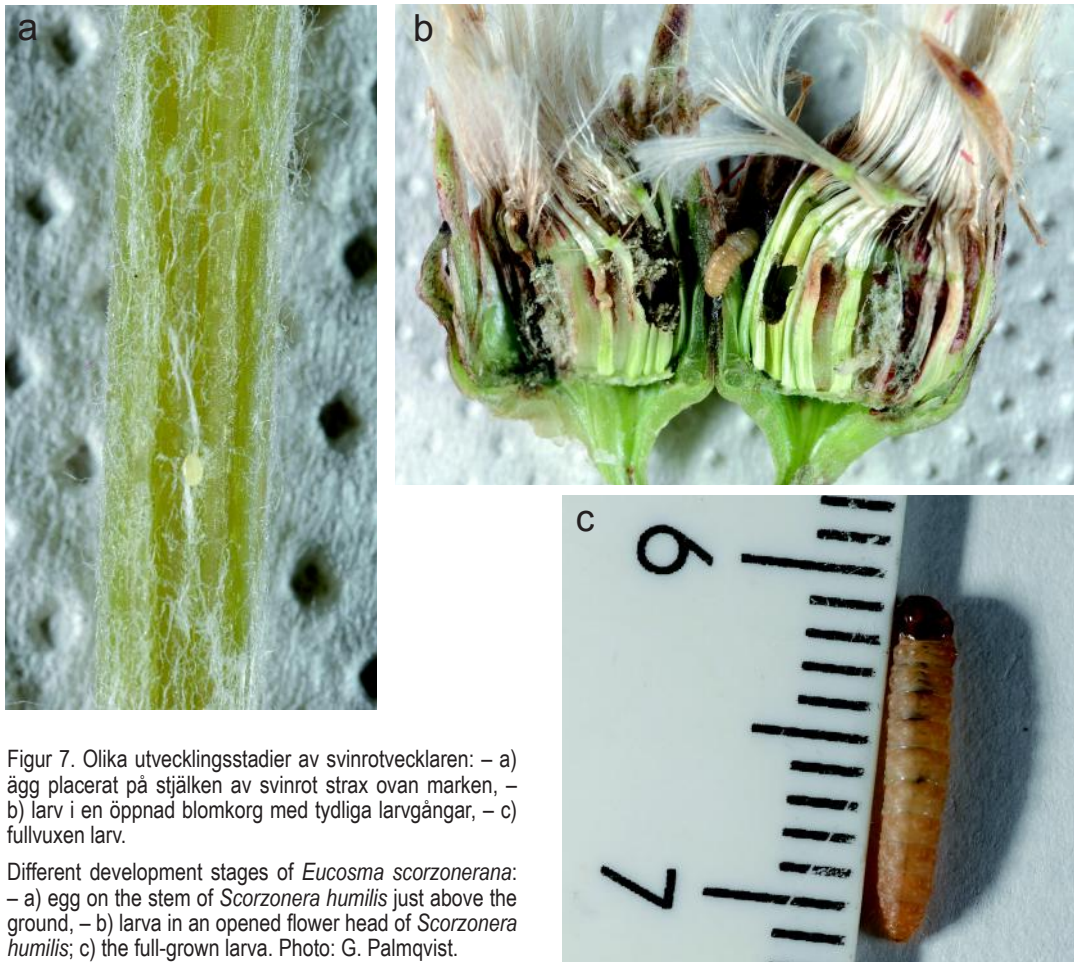 a
b
c
6
7
Figur 7. Olika utvecklingsstadier av svinrotvecklaren: – a)
ägg placerat på stjälken av svinrot strax ovan marken, –
b) larv i en öppnad blomkorg med tydliga larvgångar, – c)
fullvuxen larv.
Different development stages of Eucosma scorzonerana:
– a) egg on the stem of Scorzonera humilis just above the
ground, – b) larva in an opened flower head of Scorzonera
humilis; c) the full-grown larva. Photo: G. Palmqvist.